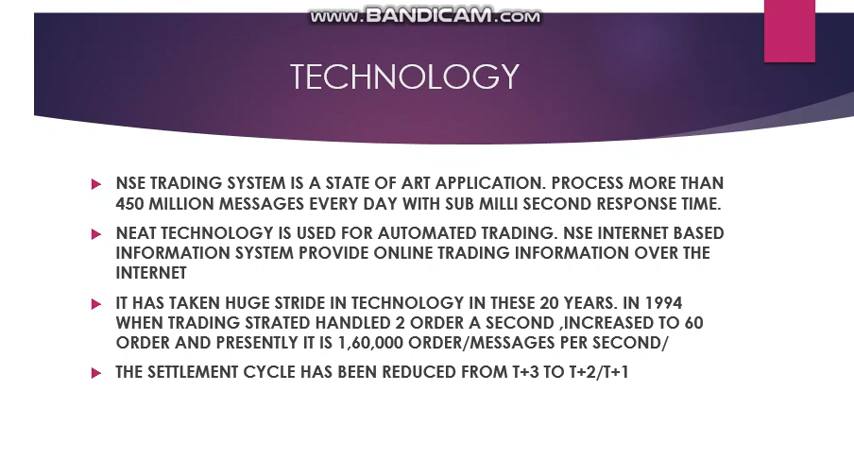 www.BANDICAM.com
TECHNOLOGY
NSE TRADING SYSTEM IS A STATE OF ART APPLICATION. PROCESS MORE THAN
450 MILLION MESSAGES EVERY DAY WITH SUB MILLI SECOND RESPONSE TIME.
NEAT TECHNOLOGY IS USED FOR AUTOMATED TRADING. NSE INTERNET BASED
INFORMATION SYSTEM PROVIDE ONLINE TRADING INFORMATION OVER THE
INTERNET
IT HAS TAKEN HUGE STRIDE IN TECHNOLOGY IN THESE 20 YEARS. IN 1994
WHEN TRADING STRATED HANDLED 2 ORDER A SECOND ,INCREASED TO 60
ORDER AND PRESENTLY IT IS 1,60,000 ORDER/MESSAGES PER SECOND/
THE SETTLEMENT CYCLE HAS BEEN REDUCED FROM T+3 TO T+2/T+1